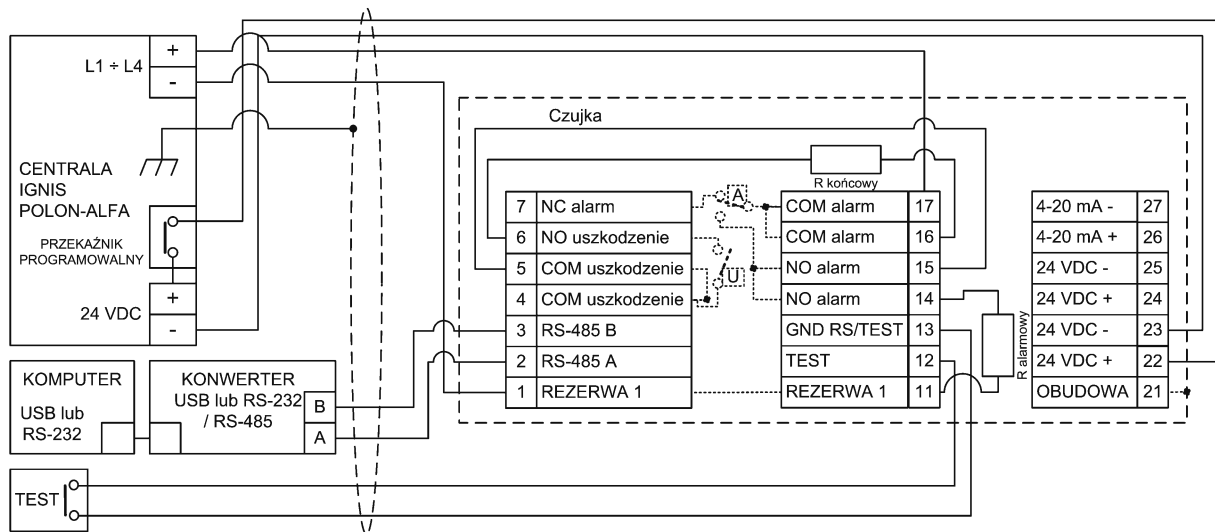 +
L1 ÷ L4
-
CENTRALA
IGNIS
POLON-ALFA
PRZEKAŹNIK
PROGRAMOWALNY
+
24 VDC
-
KOMPUTER
USB lub
RS-232
KONWERTER
USB lub RS-232
/ RS-485
B
A
TEST
Czujka
R końcowy
7 NC alarm
6 NO uszkodzenie
5 COM uszkodzenie
4 COM uszkodzenie
3 RS-485 B
2 RS-485 A
1 REZERWA 1
A
U
COM alarm 17
COM alarm 16
NO alarm 15
NO alarm 14
GND RS/TEST 13
TEST 12
REZERWA 1 11
R alarmowy
4-20 mA - 27
4-20 mA + 26
24 VDC - 25
24 VDC + 24
24 VDC - 23
24 VDC + 22
OBUDOWA 21